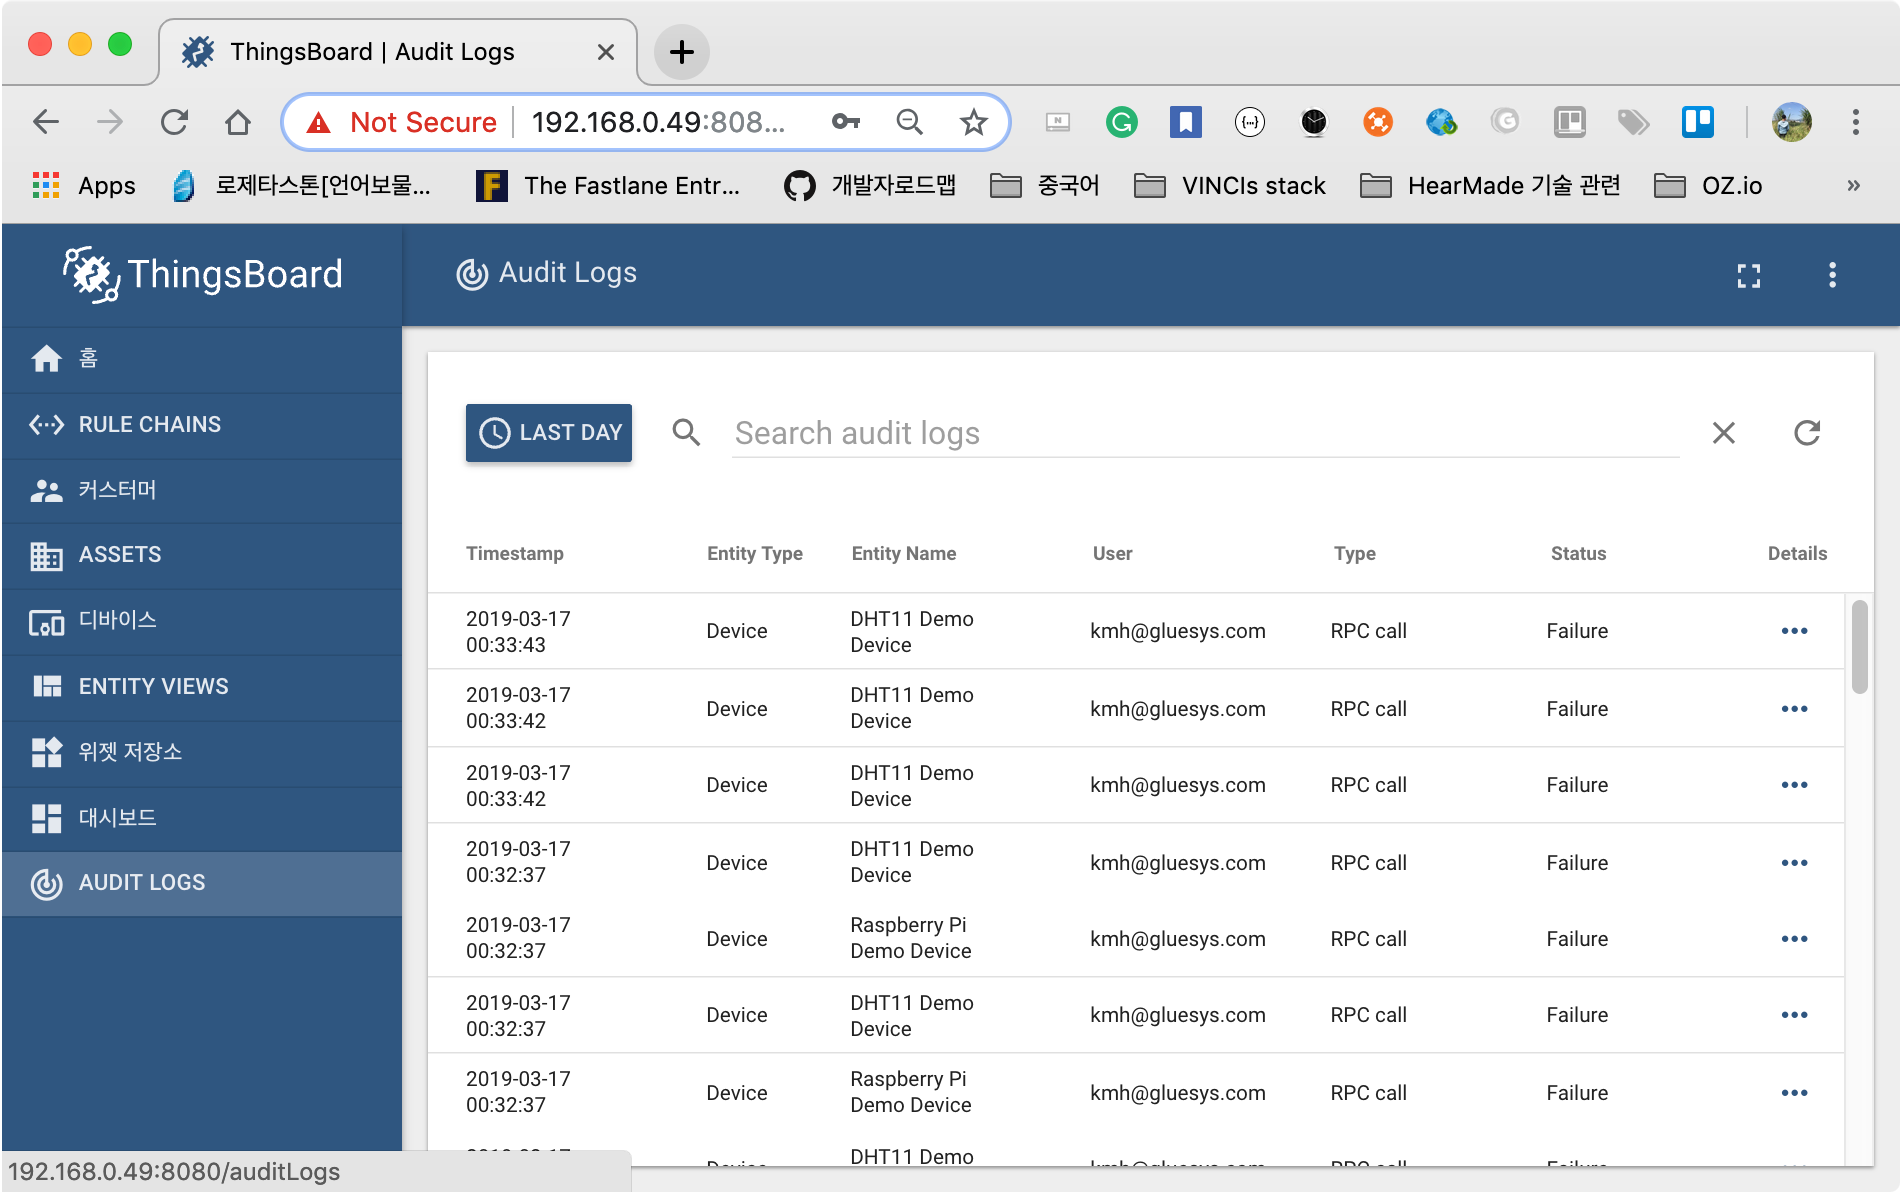 ThingsBoard | Audit Logs
Not Secure 192.168.0.49:808...
Apps 로제타스톤[언어보물... The Fastlane Entr... 개발자로드맵 중국어 VINCIs stack HearMade 기술 관련 OZ.io »
ThingsBoard
Audit Logs
홈
RULE CHAINS
커스터머
ASSETS
디바이스
ENTITY VIEWS
위젯 저장소
대시보드
AUDIT LOGS
LAST DAY Search audit logs
Timestamp Entity Type Entity Name User Type Status Details
2019-03-17 00:33:43 Device DHT11 Demo Device kmh@gluesys.com RPC call Failure
2019-03-17 00:33:42 Device DHT11 Demo Device kmh@gluesys.com RPC call Failure
2019-03-17 00:33:42 Device DHT11 Demo Device kmh@gluesys.com RPC call Failure
2019-03-17 00:32:37 Device DHT11 Demo Device kmh@gluesys.com RPC call Failure
2019-03-17 00:32:37 Device Raspberry Pi Demo Device kmh@gluesys.com RPC call Failure
2019-03-17 00:32:37 Device DHT11 Demo Device kmh@gluesys.com RPC call Failure
2019-03-17 00:32:37 Device Raspberry Pi Demo Device kmh@gluesys.com RPC call Failure
DHT11 Demo
192.168.0.49:8080/auditLogs